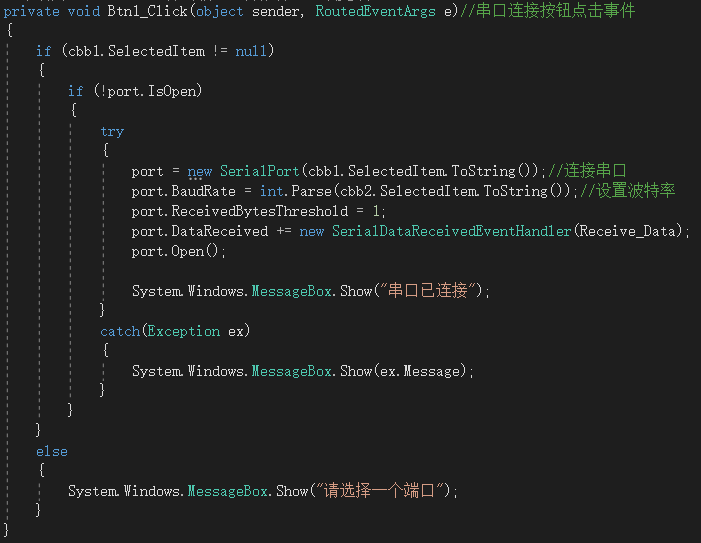 private void Btn1_Click(object sender, RoutedEventArgs e)//串口连接按钮点击事件
{
if (cbb1.SelectedItem != null)
{
if (!port.IsOpen)
{
try
{
port = new SerialPort(cbb1.SelectedItem.ToString());//连接串口
port.BaudRate = int.Parse(cbb2.SelectedItem.ToString());//设置波特率
port.ReceivedBytesThreshold = 1;
port.DataReceived += new SerialDataReceivedEventHandler(Receive_Data);
port.Open();
System.Windows.MessageBox.Show("串口已连接");
}
catch(Exception ex)
{
System.Windows.MessageBox.Show(ex.Message);
}
}
}
else
{
System.Windows.MessageBox.Show("请选择一个端口");
}
}